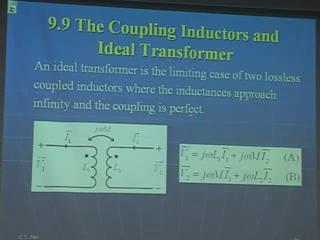 9.9 The Coupling Inductors and
Ideal Transformer
An ideal transformer is the limiting case of two lossless
coupled inductors where the inductances approach
infinity and the coupling is perfect.
jωM
I₁ I₂
+ +
V₁ L₁ L₂ V₂
− −
V₁ = jωL₁I₁ + jωMI₂ (A)
V₂ = jωMI₁ + jωL₂I₂ (B)
C.T. Pan